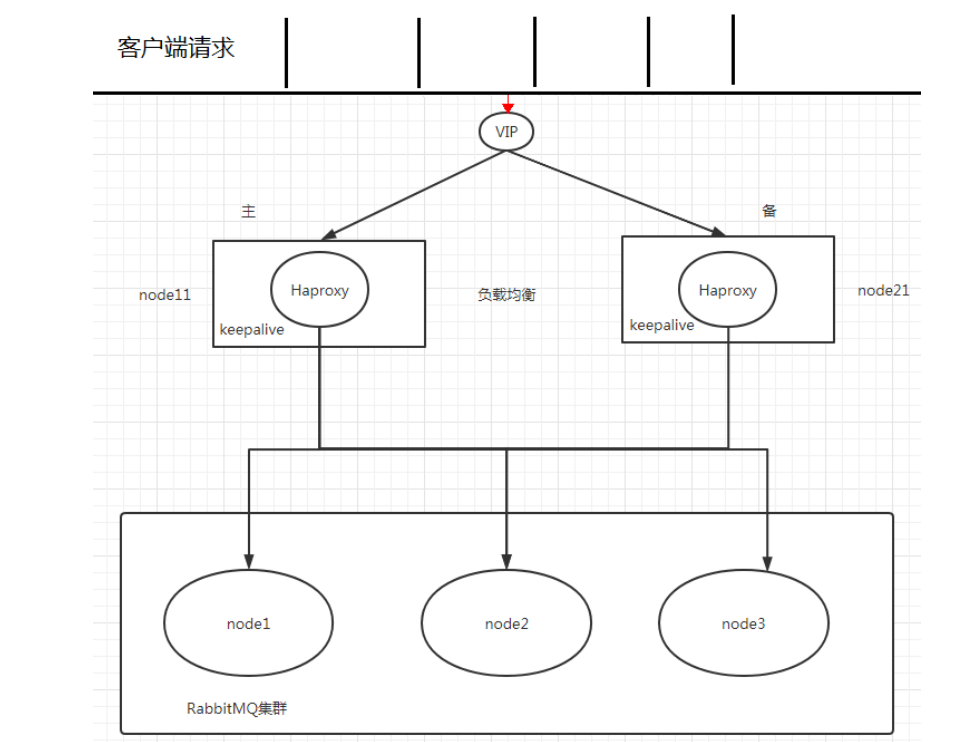 客户端请求
VIP
主
备
node11
Haproxy
keepalive
负载均衡
Haproxy
keepalive
node21
node1
node2
node3
RabbitMQ集群